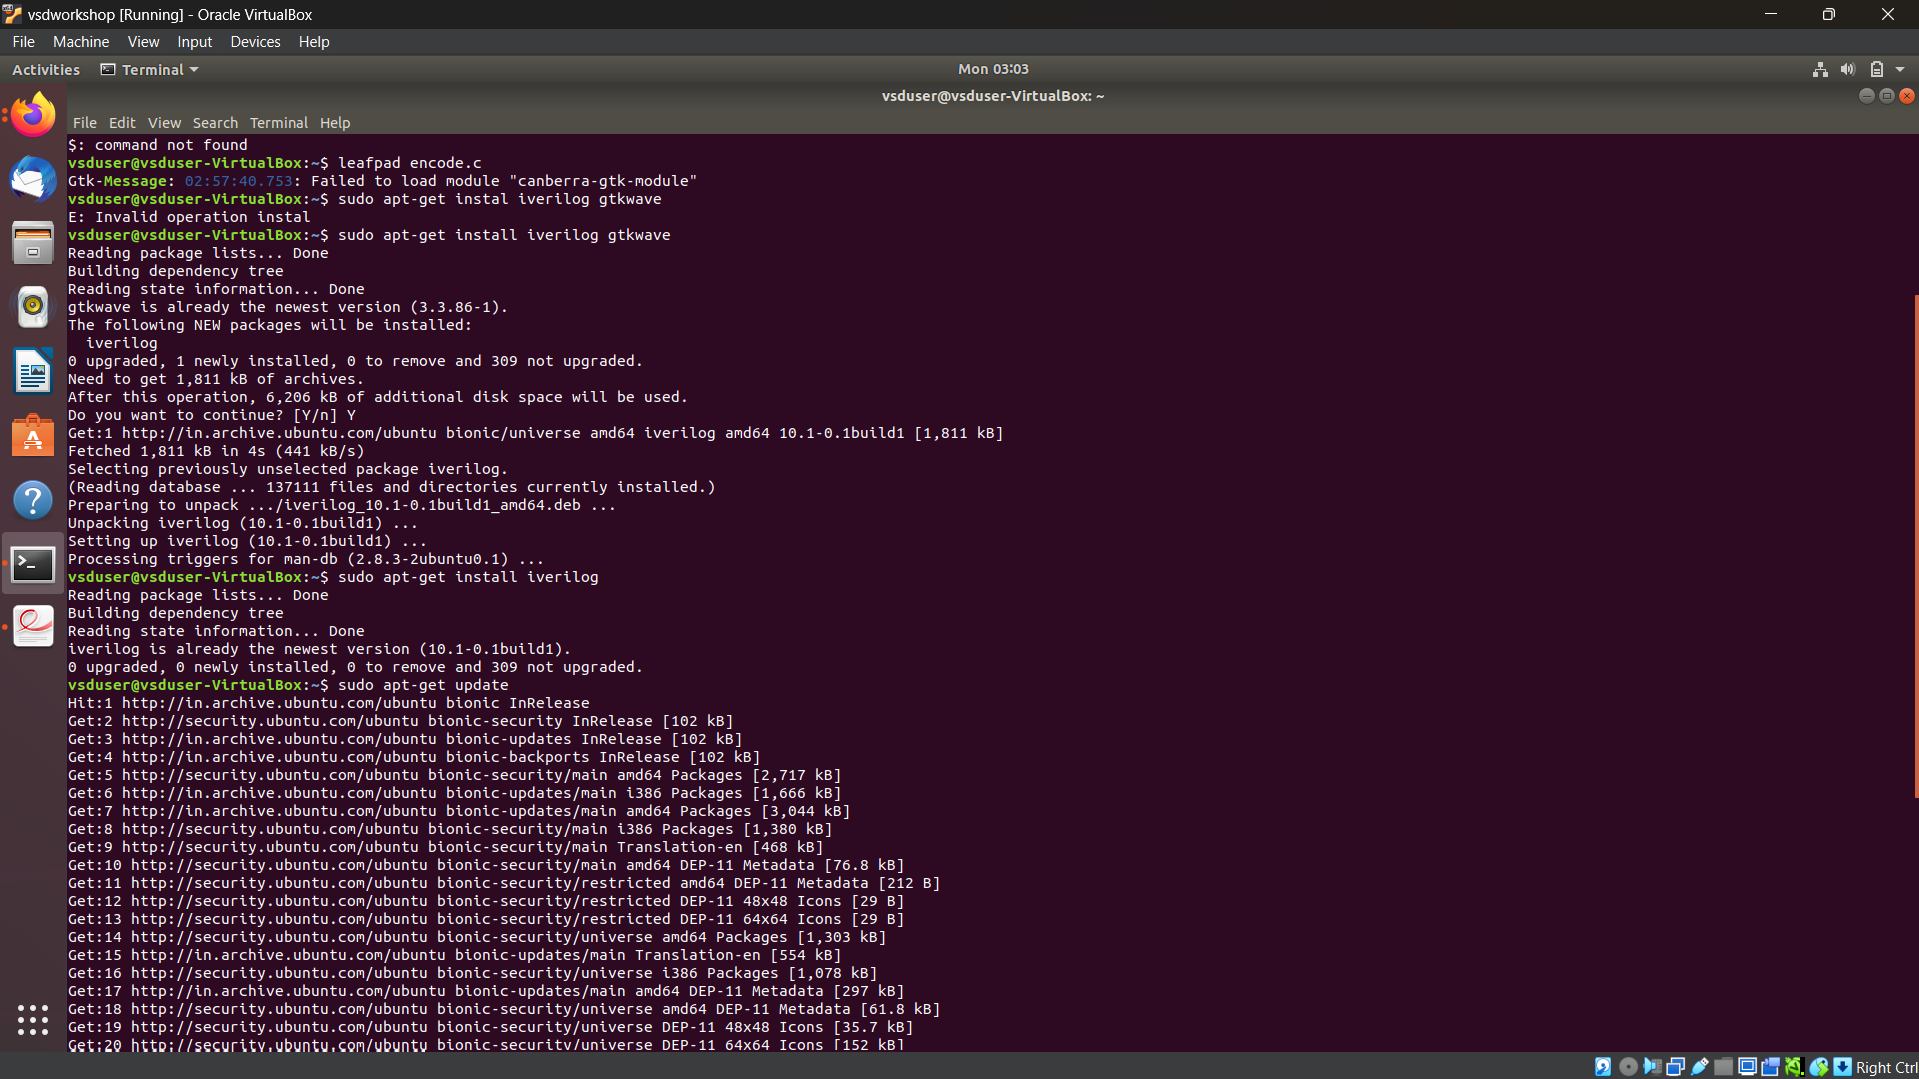 vsdworkshop [Running] - Oracle VirtualBox
File Machine View Input Devices Help
Activities Terminal Mon 03:03
vsduser@vsduser-VirtualBox: ~
File Edit View Search Terminal Help
$: command not found
vsduser@vsduser-VirtualBox:~$ leafpad encode.c
Gtk-Message: 02:57:40.753: Failed to load module "canberra-gtk-module"
vsduser@vsduser-VirtualBox:~$ sudo apt-get instal iverilog gtkwave
E: Invalid operation instal
vsduser@vsduser-VirtualBox:~$ sudo apt-get install iverilog gtkwave
Reading package lists... Done
Building dependency tree
Reading state information... Done
gtkwave is already the newest version (3.3.86-1).
The following NEW packages will be installed:
  iverilog
0 upgraded, 1 newly installed, 0 to remove and 309 not upgraded.
Need to get 1,811 kB of archives.
After this operation, 6,206 kB of additional disk space will be used.
Do you want to continue? [Y/n] Y
Get:1 http://in.archive.ubuntu.com/ubuntu bionic/universe amd64 iverilog amd64 10.1-0.1build1 [1,811 kB]
Fetched 1,811 kB in 4s (441 kB/s)
Selecting previously unselected package iverilog.
(Reading database ... 137111 files and directories currently installed.)
Preparing to unpack .../iverilog_10.1-0.1build1_amd64.deb ...
Unpacking iverilog (10.1-0.1build1) ...
Setting up iverilog (10.1-0.1build1) ...
Processing triggers for man-db (2.8.3-2ubuntu0.1) ...
vsduser@vsduser-VirtualBox:~$ sudo apt-get install iverilog
Reading package lists... Done
Building dependency tree
Reading state information... Done
iverilog is already the newest version (10.1-0.1build1).
0 upgraded, 0 newly installed, 0 to remove and 309 not upgraded.
vsduser@vsduser-VirtualBox:~$ sudo apt-get update
Hit:1 http://in.archive.ubuntu.com/ubuntu bionic InRelease
Get:2 http://security.ubuntu.com/ubuntu bionic-security InRelease [102 kB]
Get:3 http://in.archive.ubuntu.com/ubuntu bionic-updates InRelease [102 kB]
Get:4 http://in.archive.ubuntu.com/ubuntu bionic-backports InRelease [102 kB]
Get:5 http://security.ubuntu.com/ubuntu bionic-security/main amd64 Packages [2,717 kB]
Get:6 http://in.archive.ubuntu.com/ubuntu bionic-updates/main i386 Packages [1,666 kB]
Get:7 http://in.archive.ubuntu.com/ubuntu bionic-updates/main amd64 Packages [3,044 kB]
Get:8 http://security.ubuntu.com/ubuntu bionic-security/main i386 Packages [1,380 kB]
Get:9 http://security.ubuntu.com/ubuntu bionic-security/main Translation-en [468 kB]
Get:10 http://security.ubuntu.com/ubuntu bionic-security/main amd64 DEP-11 Metadata [76.8 kB]
Get:11 http://security.ubuntu.com/ubuntu bionic-security/restricted amd64 DEP-11 Metadata [212 B]
Get:12 http://security.ubuntu.com/ubuntu bionic-security/restricted DEP-11 48x48 Icons [29 B]
Get:13 http://security.ubuntu.com/ubuntu bionic-security/restricted DEP-11 64x64 Icons [29 B]
Get:14 http://security.ubuntu.com/ubuntu bionic-security/universe amd64 Packages [1,303 kB]
Get:15 http://in.archive.ubuntu.com/ubuntu bionic-updates/main Translation-en [554 kB]
Get:16 http://security.ubuntu.com/ubuntu bionic-security/universe i386 Packages [1,078 kB]
Get:17 http://in.archive.ubuntu.com/ubuntu bionic-updates/main amd64 DEP-11 Metadata [297 kB]
Get:18 http://security.ubuntu.com/ubuntu bionic-security/universe amd64 DEP-11 Metadata [61.8 kB]
Get:19 http://security.ubuntu.com/ubuntu bionic-security/universe DEP-11 48x48 Icons [35.7 kB]
Get:20 http://security.ubuntu.com/ubuntu bionic-security/universe DEP-11 64x64 Icons [152 kB]
Right Ctrl